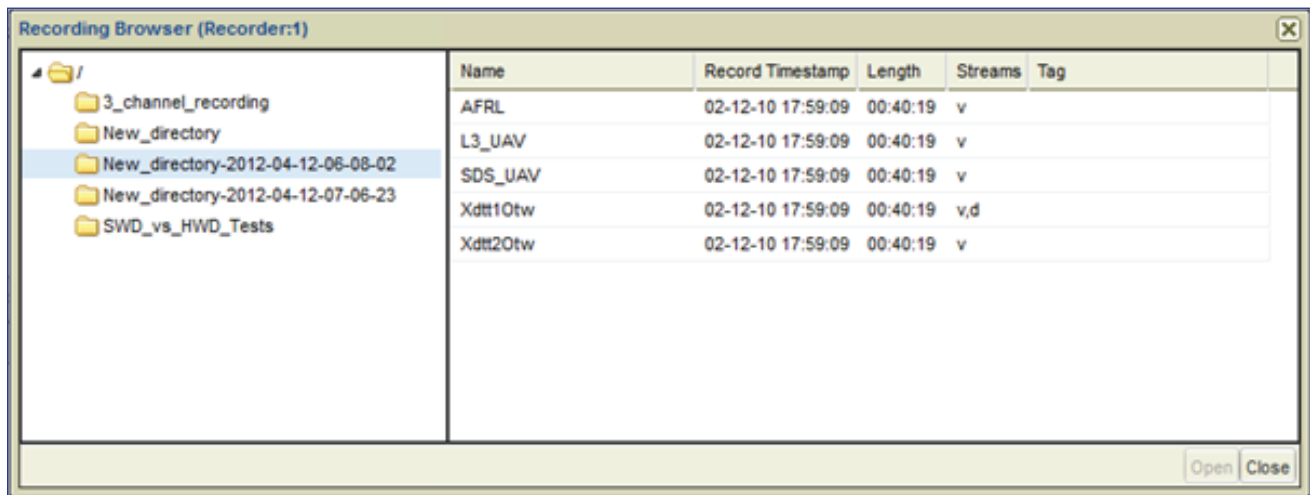 Recording Browser (Recorder:1)
/
3_channel_recording
New_directory
New_directory-2012-04-12-06-08-02
New_directory-2012-04-12-07-06-23
SWD_vs_HWD_Tests
Name Record Timestamp Length Streams Tag
AFRL 02-12-10 17:59:09 00:40:19 v
L3_UAV 02-12-10 17:59:09 00:40:19 v
SDS_UAV 02-12-10 17:59:09 00:40:19 v
Xdtt1Otw 02-12-10 17:59:09 00:40:19 v,d
Xdtt2Otw 02-12-10 17:59:09 00:40:19 v
Open Close